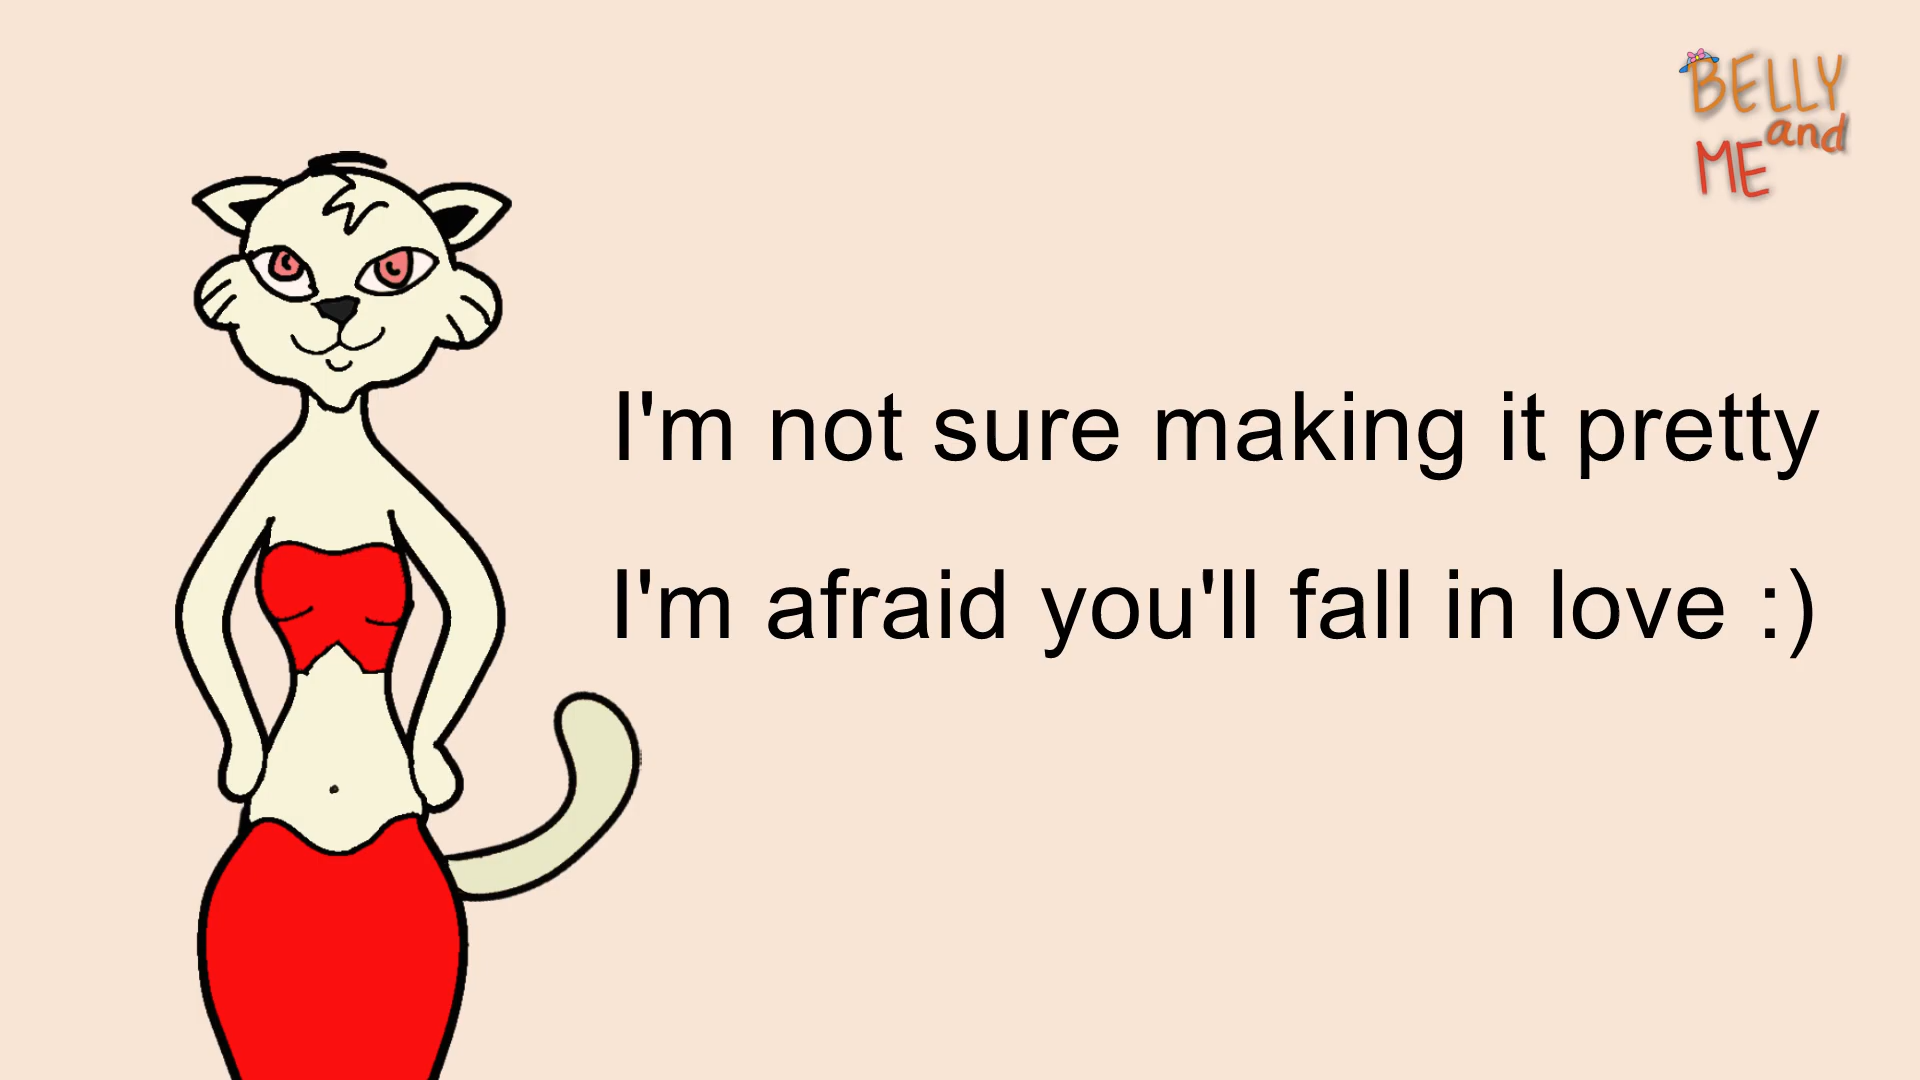 BELLY
and
ME
I'm not sure making it pretty
I'm afraid you'll fall in love :)